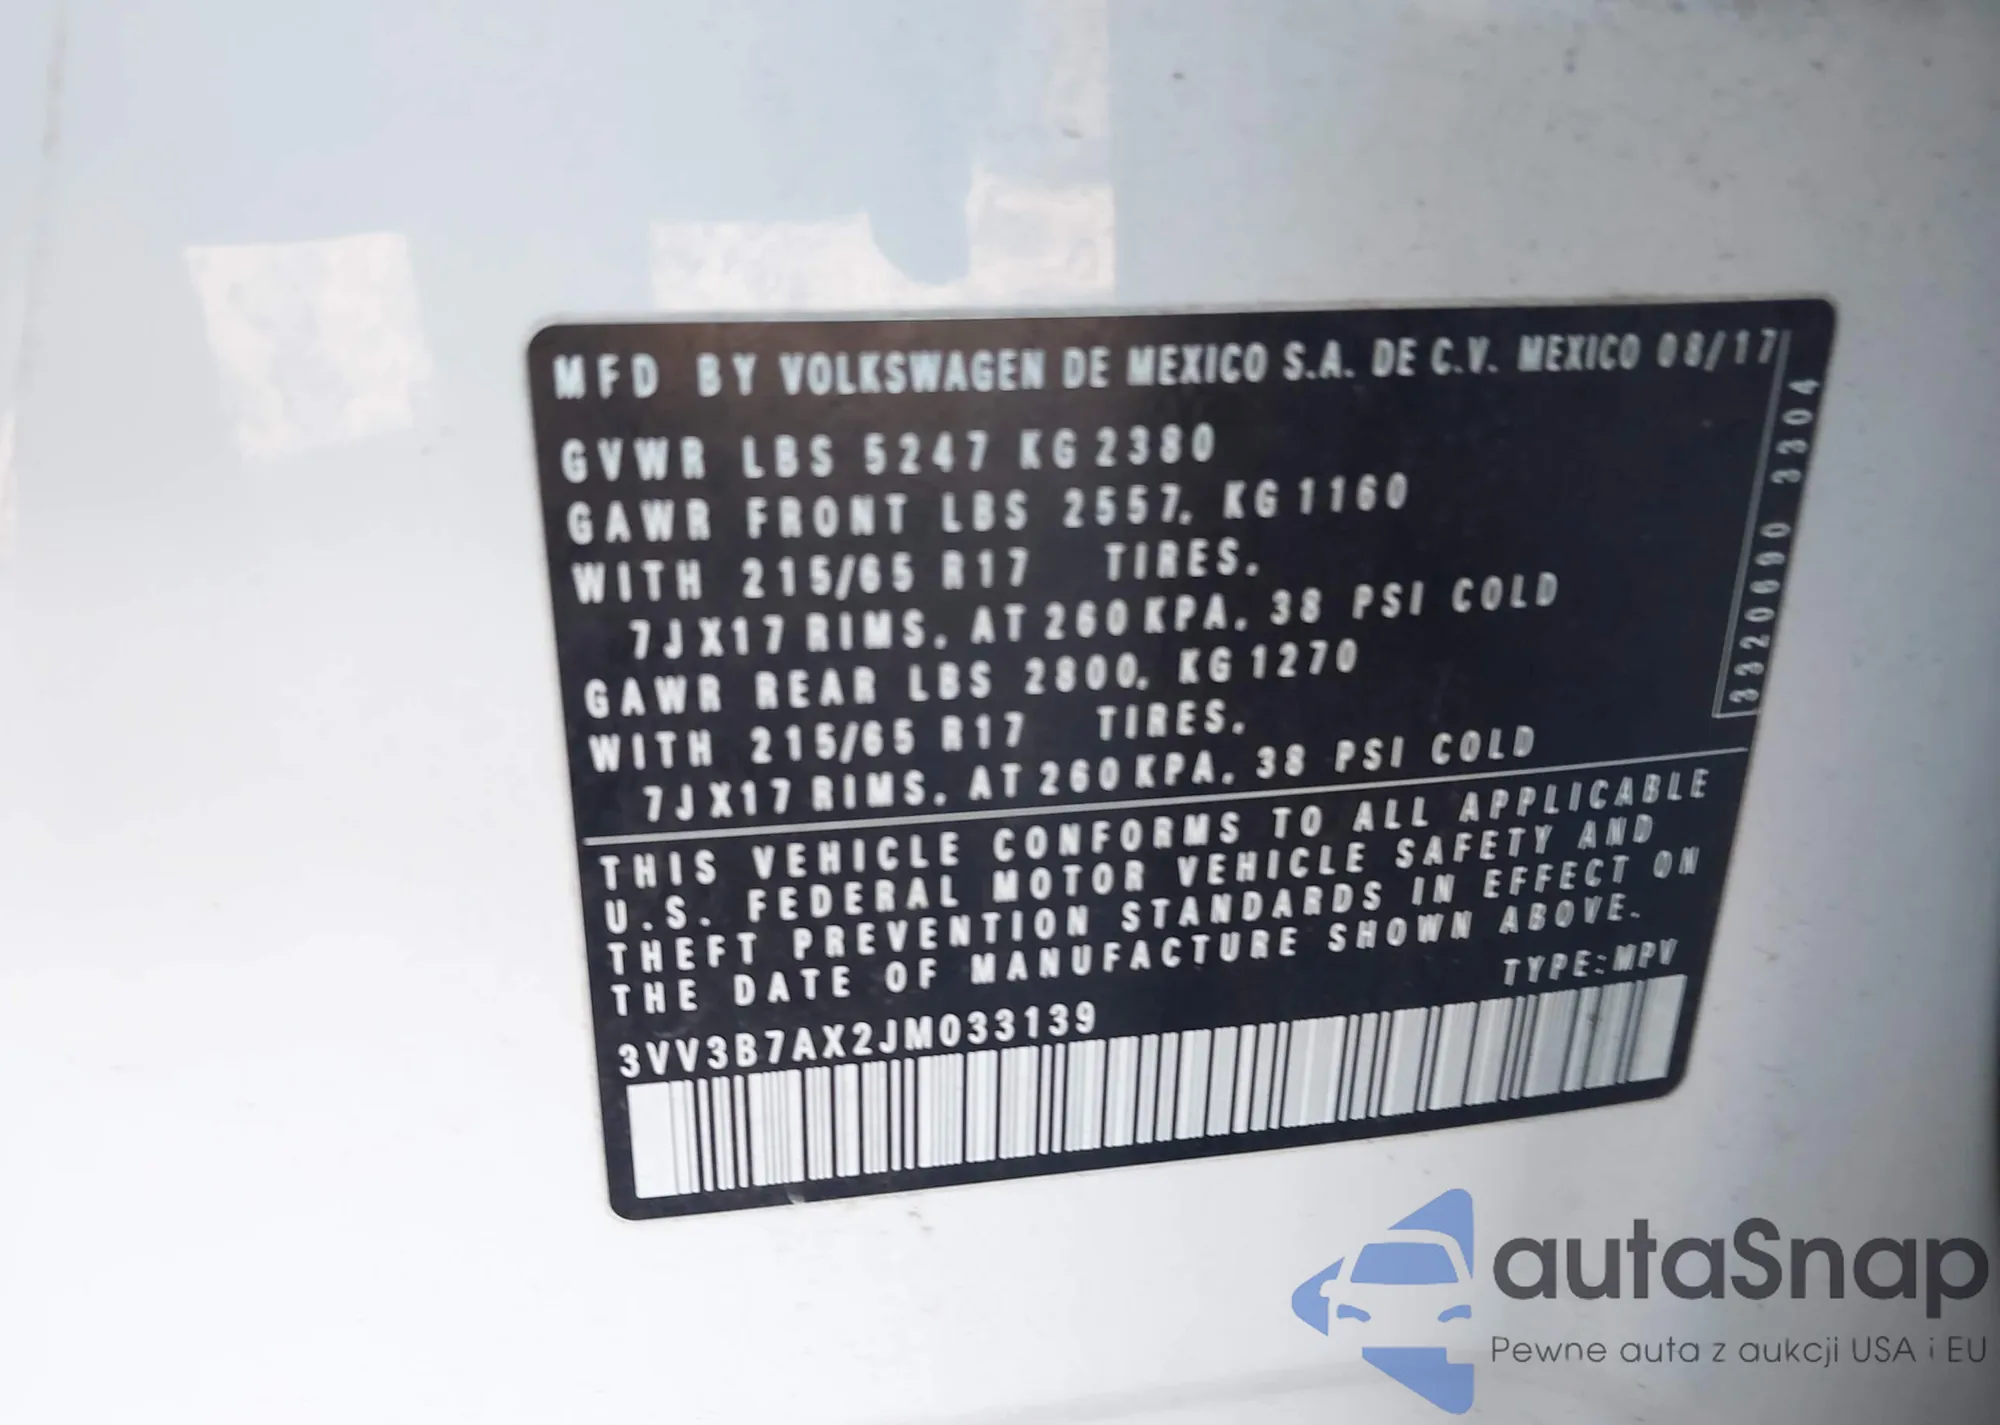 MFD BY VOLKSWAGEN DE MEXICO S.A. DE C.V. MEXICO 08/17
GVWR LBS 5247 KG 2380
GAWR FRONT LBS 2557, KG 1160
WITH 215/65 R17 TIRES,
7JX17 RIMS, AT 260 KPA, 38 PSI COLD
GAWR REAR LBS 2800, KG 1270
WITH 215/65 R17 TIRES,
7JX17 RIMS, AT 260 KPA, 38 PSI COLD
3320690 3304
THIS VEHICLE CONFORMS TO ALL APPLICABLE
U.S. FEDERAL MOTOR VEHICLE SAFETY AND
THEFT PREVENTION STANDARDS IN EFFECT ON
THE DATE OF MANUFACTURE SHOWN ABOVE.
TYPE:MPV
3VV3B7AX2JM033139
autaSnap
Pewne auta z aukcji USA i EU